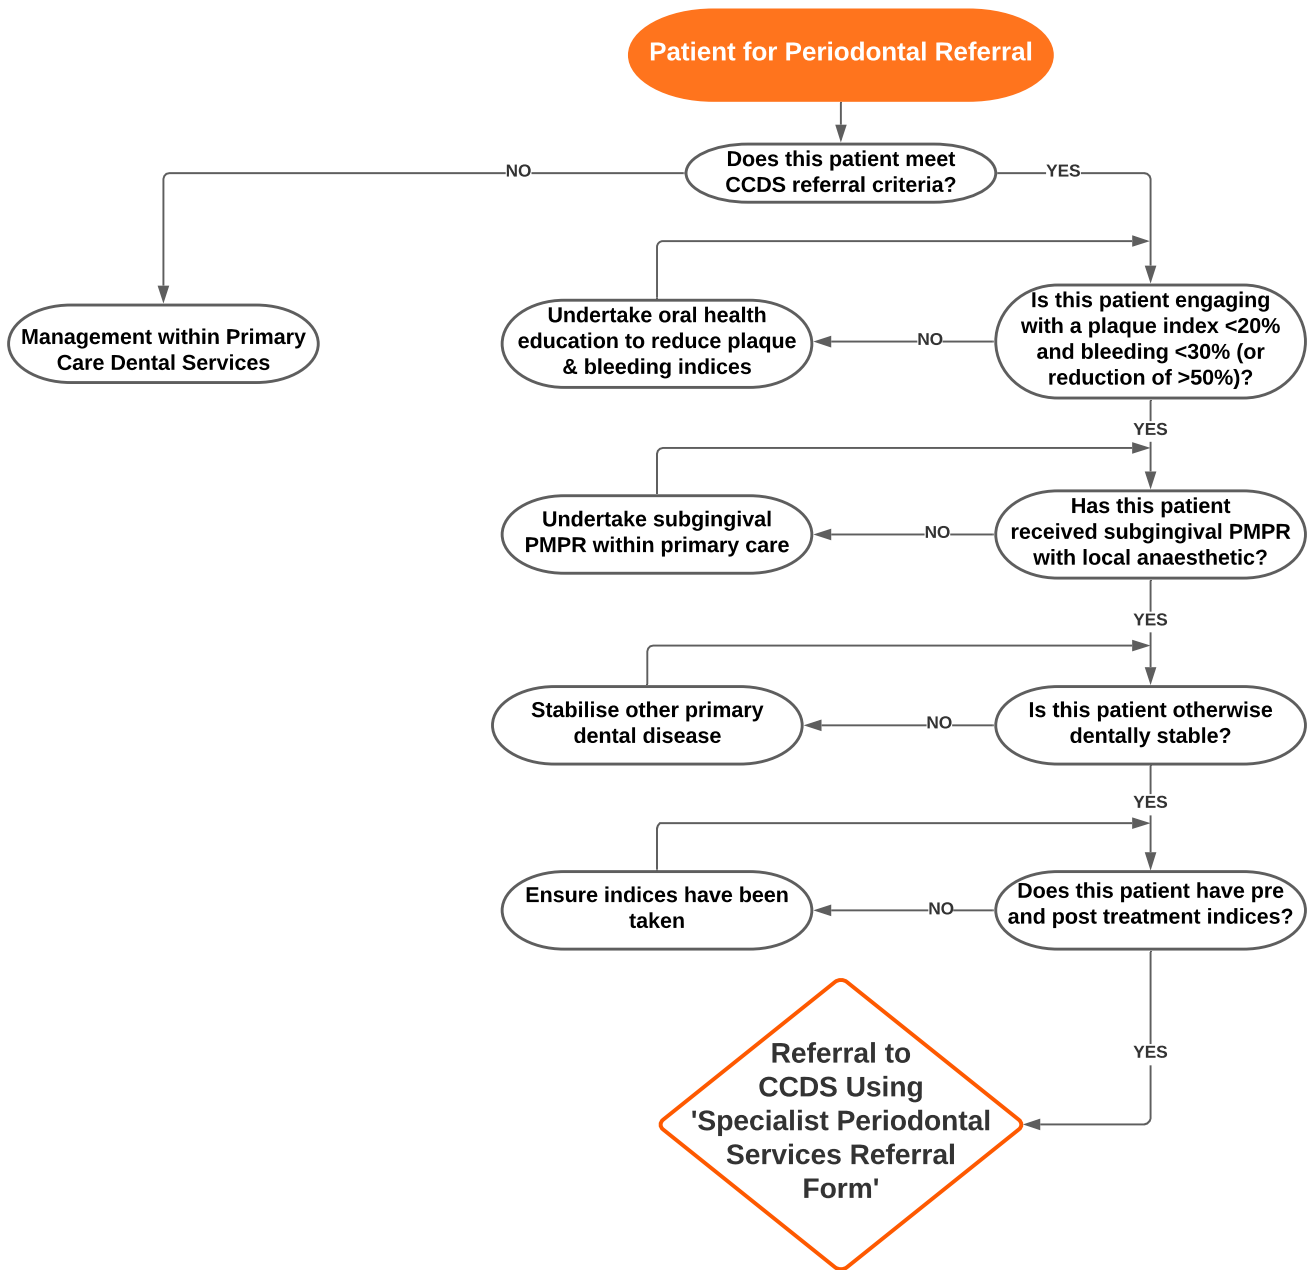 Patient for Periodontal Referral
Does this patient meet
CCDS referral criteria?
NO
YES
Management within Primary
Care Dental Services
Undertake oral health
education to reduce plaque
& bleeding indices
NO
Is this patient engaging
with a plaque index <20%
and bleeding <30% (or
reduction of >50%)?
YES
Undertake subgingival
PMPR within primary care
NO
Has this patient
received subgingival PMPR
with local anaesthetic?
YES
Stabilise other primary
dental disease
NO
Is this patient otherwise
dentally stable?
YES
Ensure indices have been
taken
NO
Does this patient have pre
and post treatment indices?
YES
Referral to
CCDS Using
'Specialist Periodontal
Services Referral
Form'